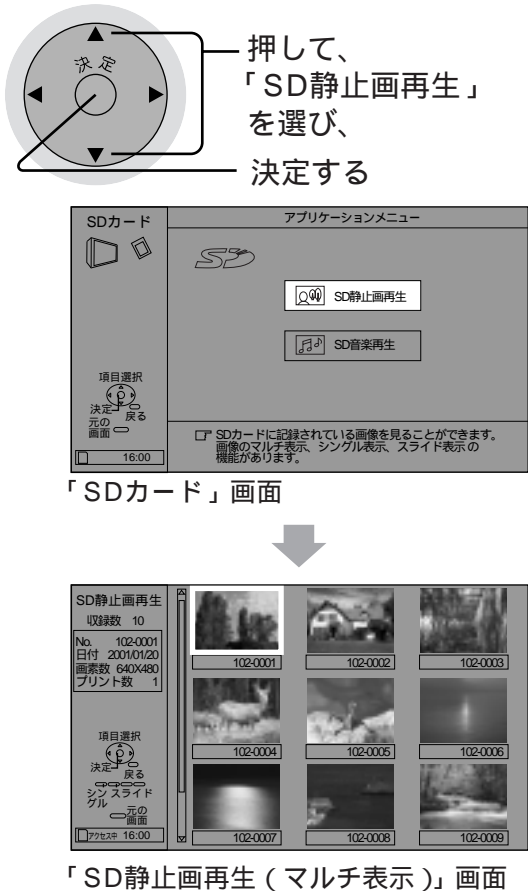 決定
押して、
「SD静止画再生」
を選び、
決定する
SDカード
アプリケーションメニュー
SD
SD静止画再生
SD音楽再生
項目選択
決定
戻る
元の
画面
16:00
SDカードに記録されている画像を見ることができます。
画像のマルチ表示、シングル表示、スライド表示の
機能があります。
「SDカード」画面
SD静止画再生
収録数 10
No. 102-0001
日付 2001/01/20
画素数 640X480
プリント数 1
項目選択
決定
戻る
シン スライド
グル
元の
画面
アクセス中 16:00
102-0001
102-0002
102-0003
102-0004
102-0005
102-0006
102-0007
102-0008
102-0009
「SD静止画再生(マルチ表示)」画面